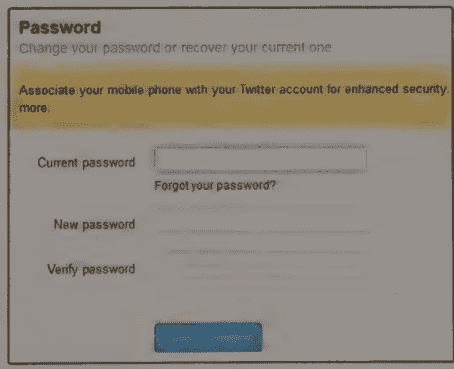 Password
Change your password or recover your current one
Associate your mobile phone with your Twitter account for enhanced security.
more.
Current password
Forgot your password?
New password
Verify password